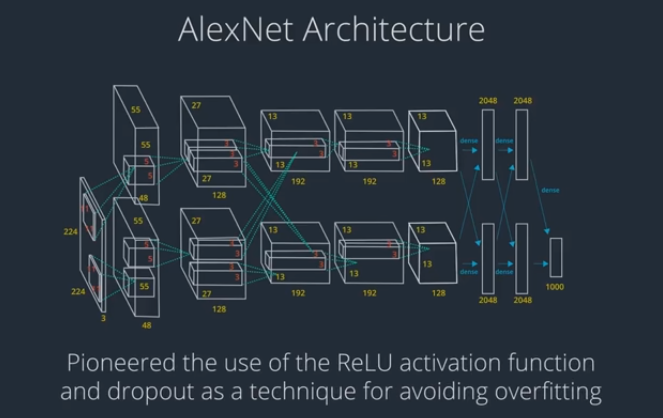 AlexNet Architecture
2048 2048
55 27 13 13 13
dense dense
55
5 3 3 3
5 3 3 3
13 13 13
48 27
128 192 192 128
dense
224
55 27 13 13 13
5 3 3 3
5 3 3 3
13 13
55
224 27 13
dense dense
3 48 128 192 192 128 2048 2048 1000
Pioneered the use of the ReLU activation function
and dropout as a technique for avoiding overfitting